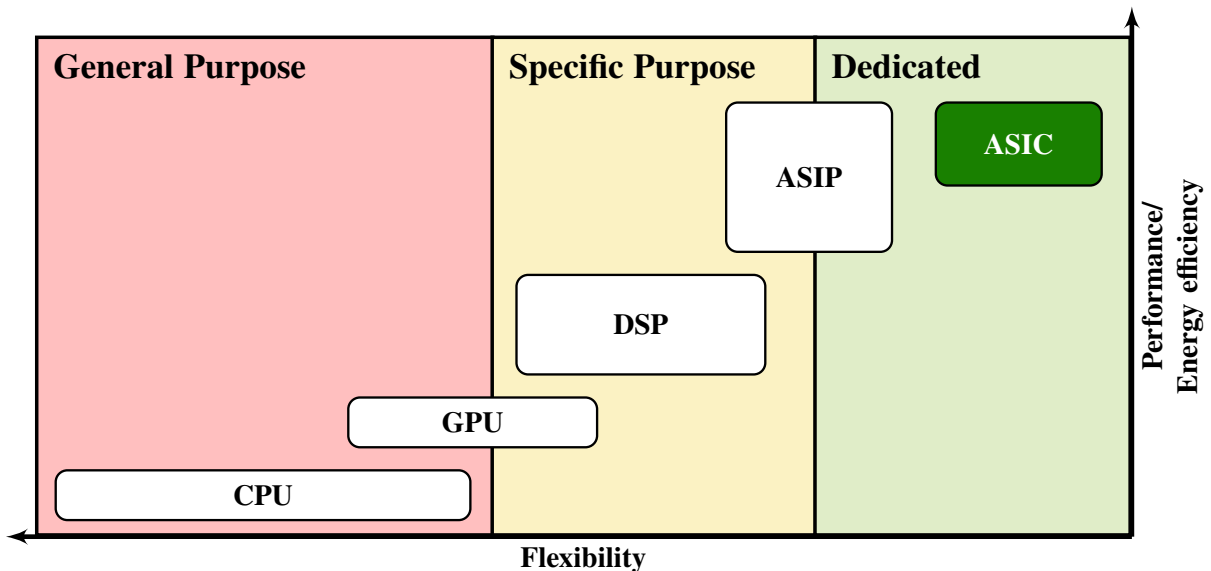 General Purpose
Specific Purpose
Dedicated
ASIC
ASIP
DSP
GPU
CPU
Performance/
Energy efficiency
Flexibility